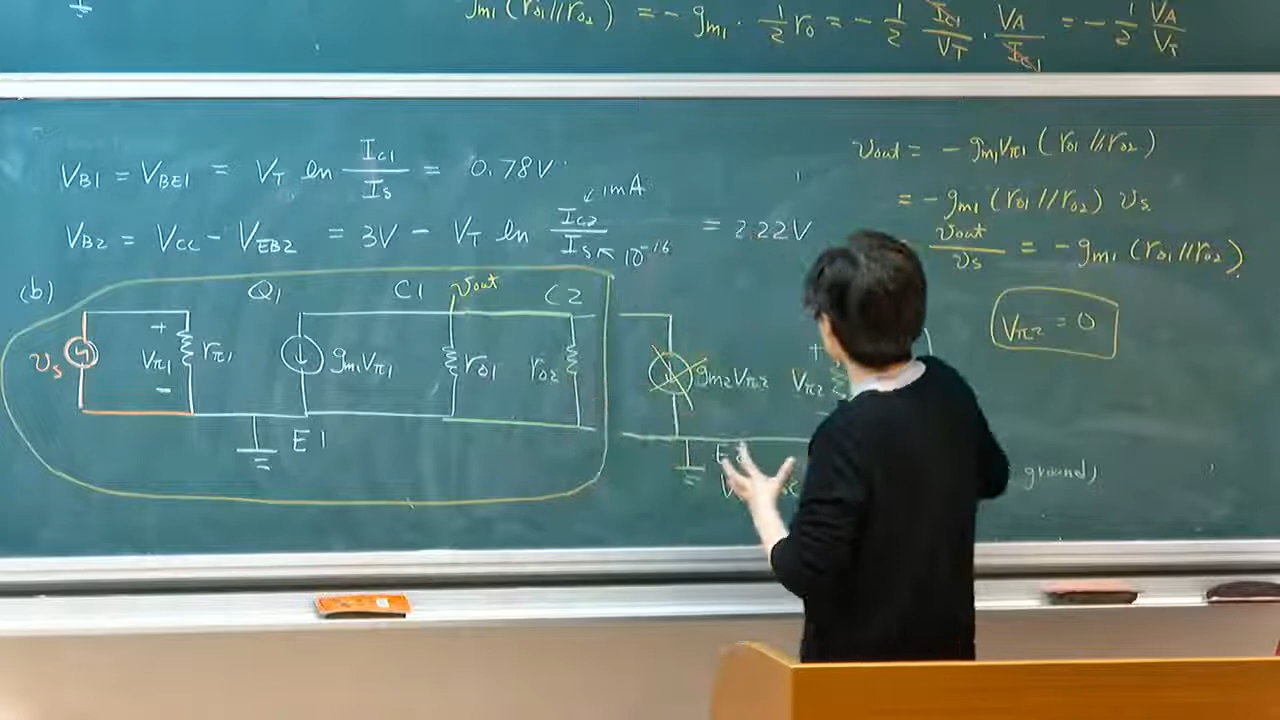 gm1 (ro1//ro2) = - gm1 · 1/2 ro = - 1/2 Ic1/VT · VA/Ic1 = - 1/2 VA/VT
VB1 = VBE1 = VT ln Ic1/Is = 0.78V
VB2 = VCC - VEB2 = 3V - VT ln Ic2/Is = 2.22V
1mA
10^-16
vout = - gm1Vπ1 (ro1//ro2)
= - gm1 (ro1//ro2) vs
vout/vs = - gm1 (ro1//ro2)
Vπ2 = 0
(b)
Q1
C1
vout
C2
vs
+
Vπ1
-
rπ1
gm1Vπ1
ro1
ro2
gm2Vπ2
+
Vπ2
E1
ground)